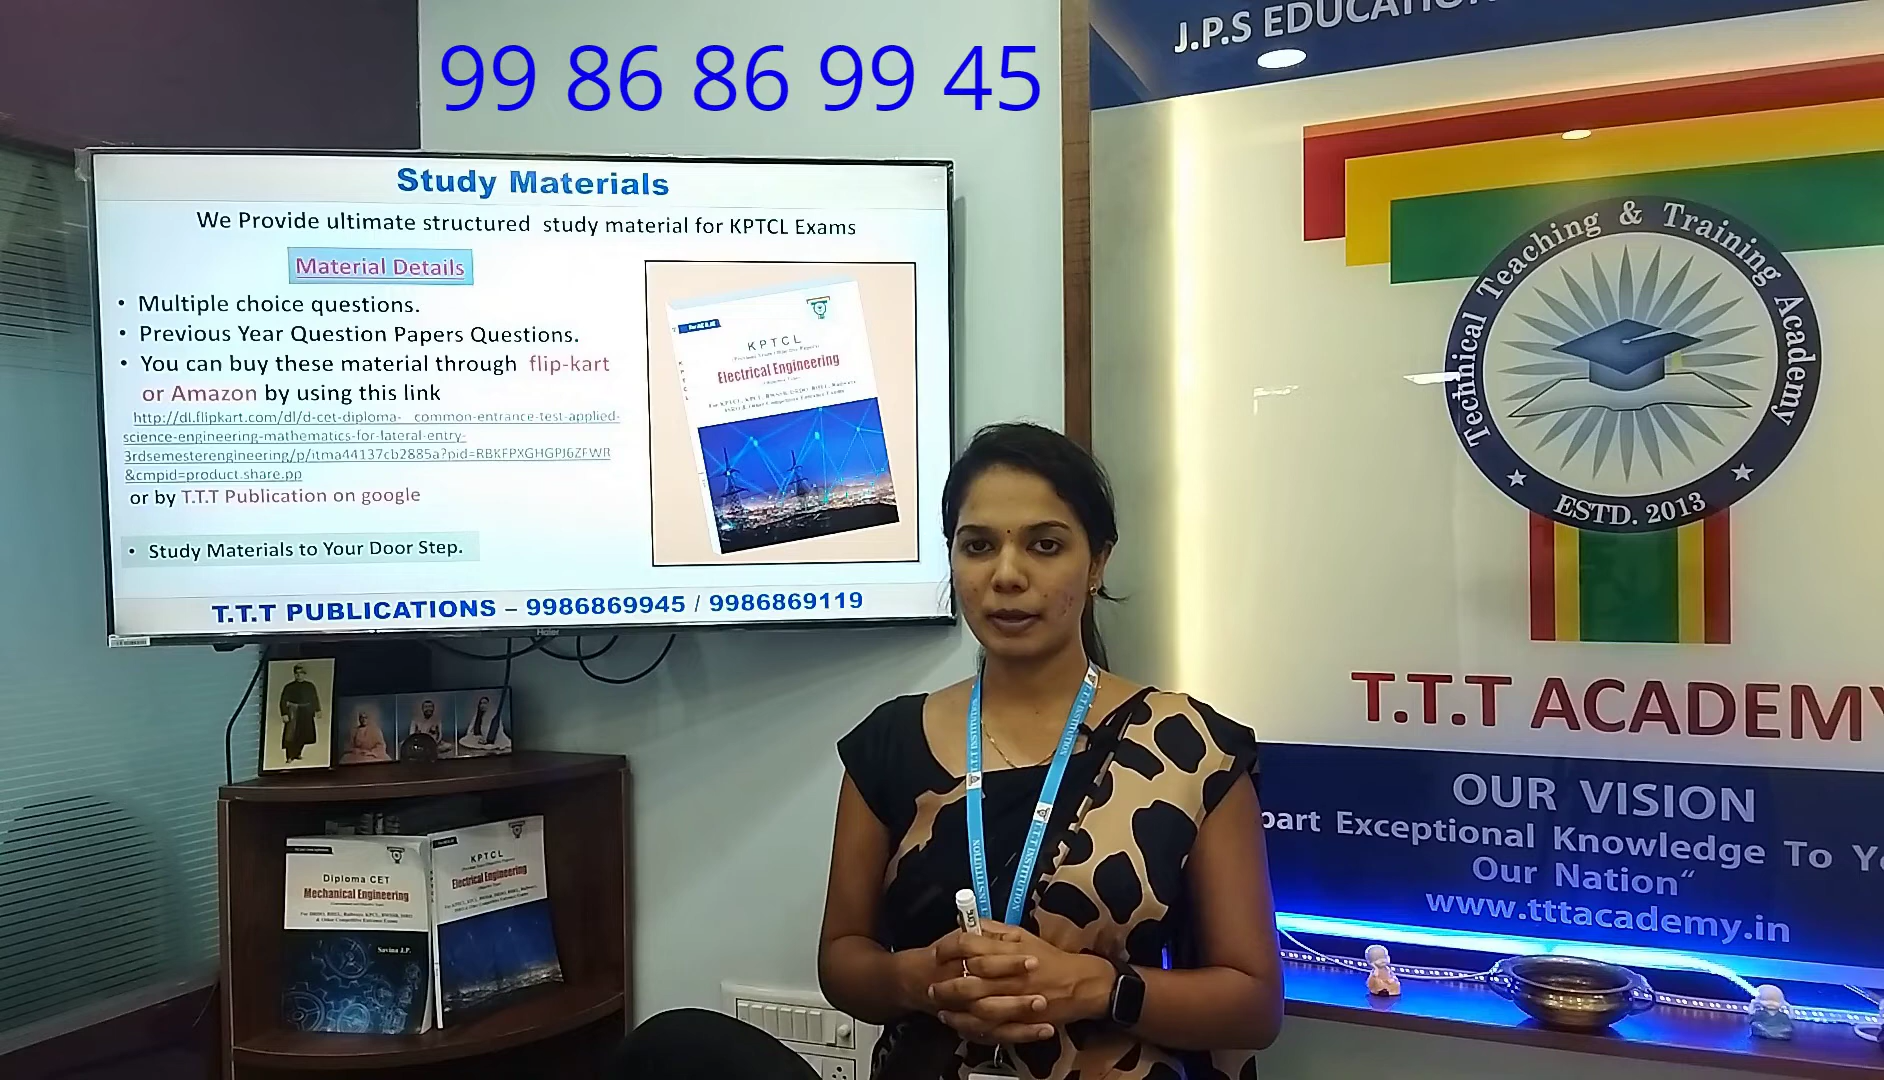 99 86 86 99 45
J.P.S EDUCATION
Study Materials
We Provide ultimate structured study material for KPTCL Exams
Material Details
• Multiple choice questions.
• Previous Year Question Papers Questions.
• You can buy these material through flip-kart
or Amazon by using this link
http://dl.flipkart.com/dl/d-cet-diploma- common-entrance-test-applied-
science-engineering-mathematics-for-lateral-entry-
3rdsemesterengineering/p/itma44137cb2885a?pid=RBKFPXGHGPJ6ZFWR
&cmpid=product.share.pp
or by T.T.T Publication on google
• Study Materials to Your Door Step.
T.T.T PUBLICATIONS – 9986869945 / 9986869119
Haier
KPTCL
Electrical Engineering
Technical Teaching & Training Academy
ESTD. 2013
T.T.T ACADEMY
OUR VISION
part Exceptional Knowledge To Yo
Our Nation“
www.tttacademy.in
Diploma CET
Mechanical Engineering
Savina J.P.
KPTCL
Electrical Engineering
T.T.T INSTITUTION